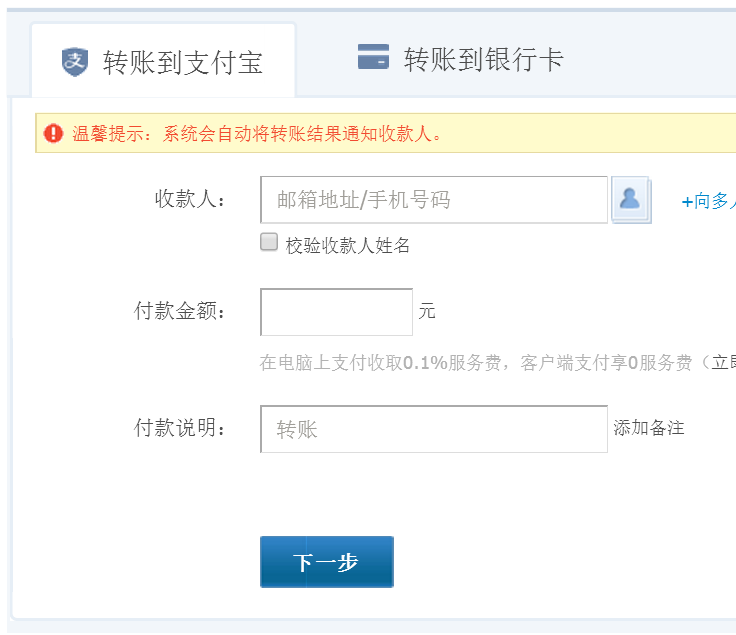 转账到支付宝 转账到银行卡
温馨提示：系统会自动将转账结果通知收款人。
收款人： 邮箱地址/手机号码 +向多
校验收款人姓名
付款金额： 元
在电脑上支付收取0.1%服务费，客户端支付享0服务费（立
付款说明： 转账 添加备注
下一步